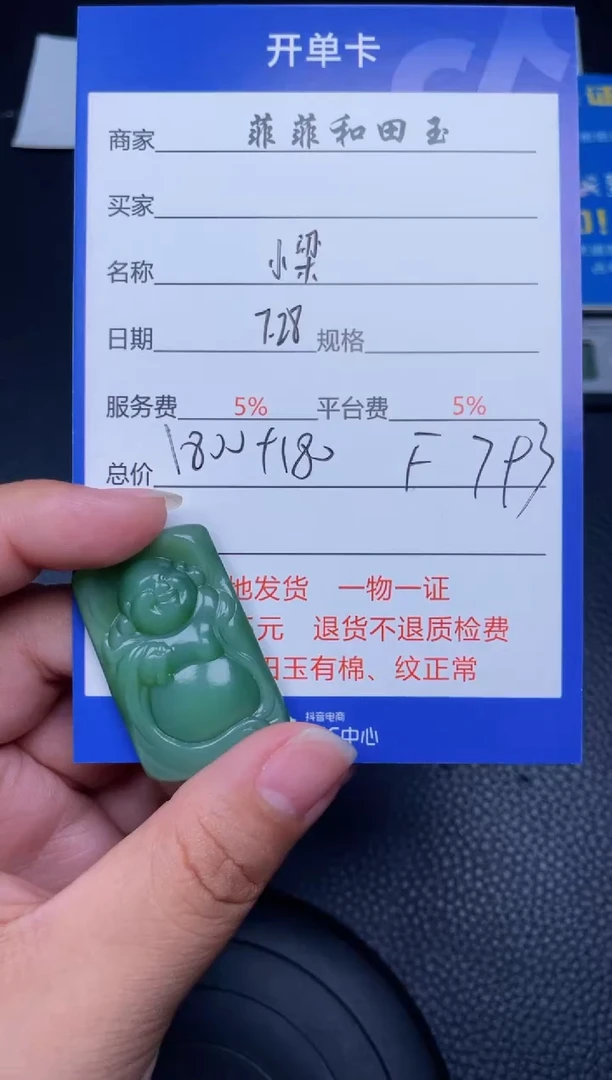 开单卡
商家 菲菲和田玉
买家
名称 小梁
日期 7.28 规格
服务费 5% 平台费 5%
总价 1800+180 F 793
地发货 一物一证
元 退货不退质检费
田玉有棉、纹正常
抖音电商
中心